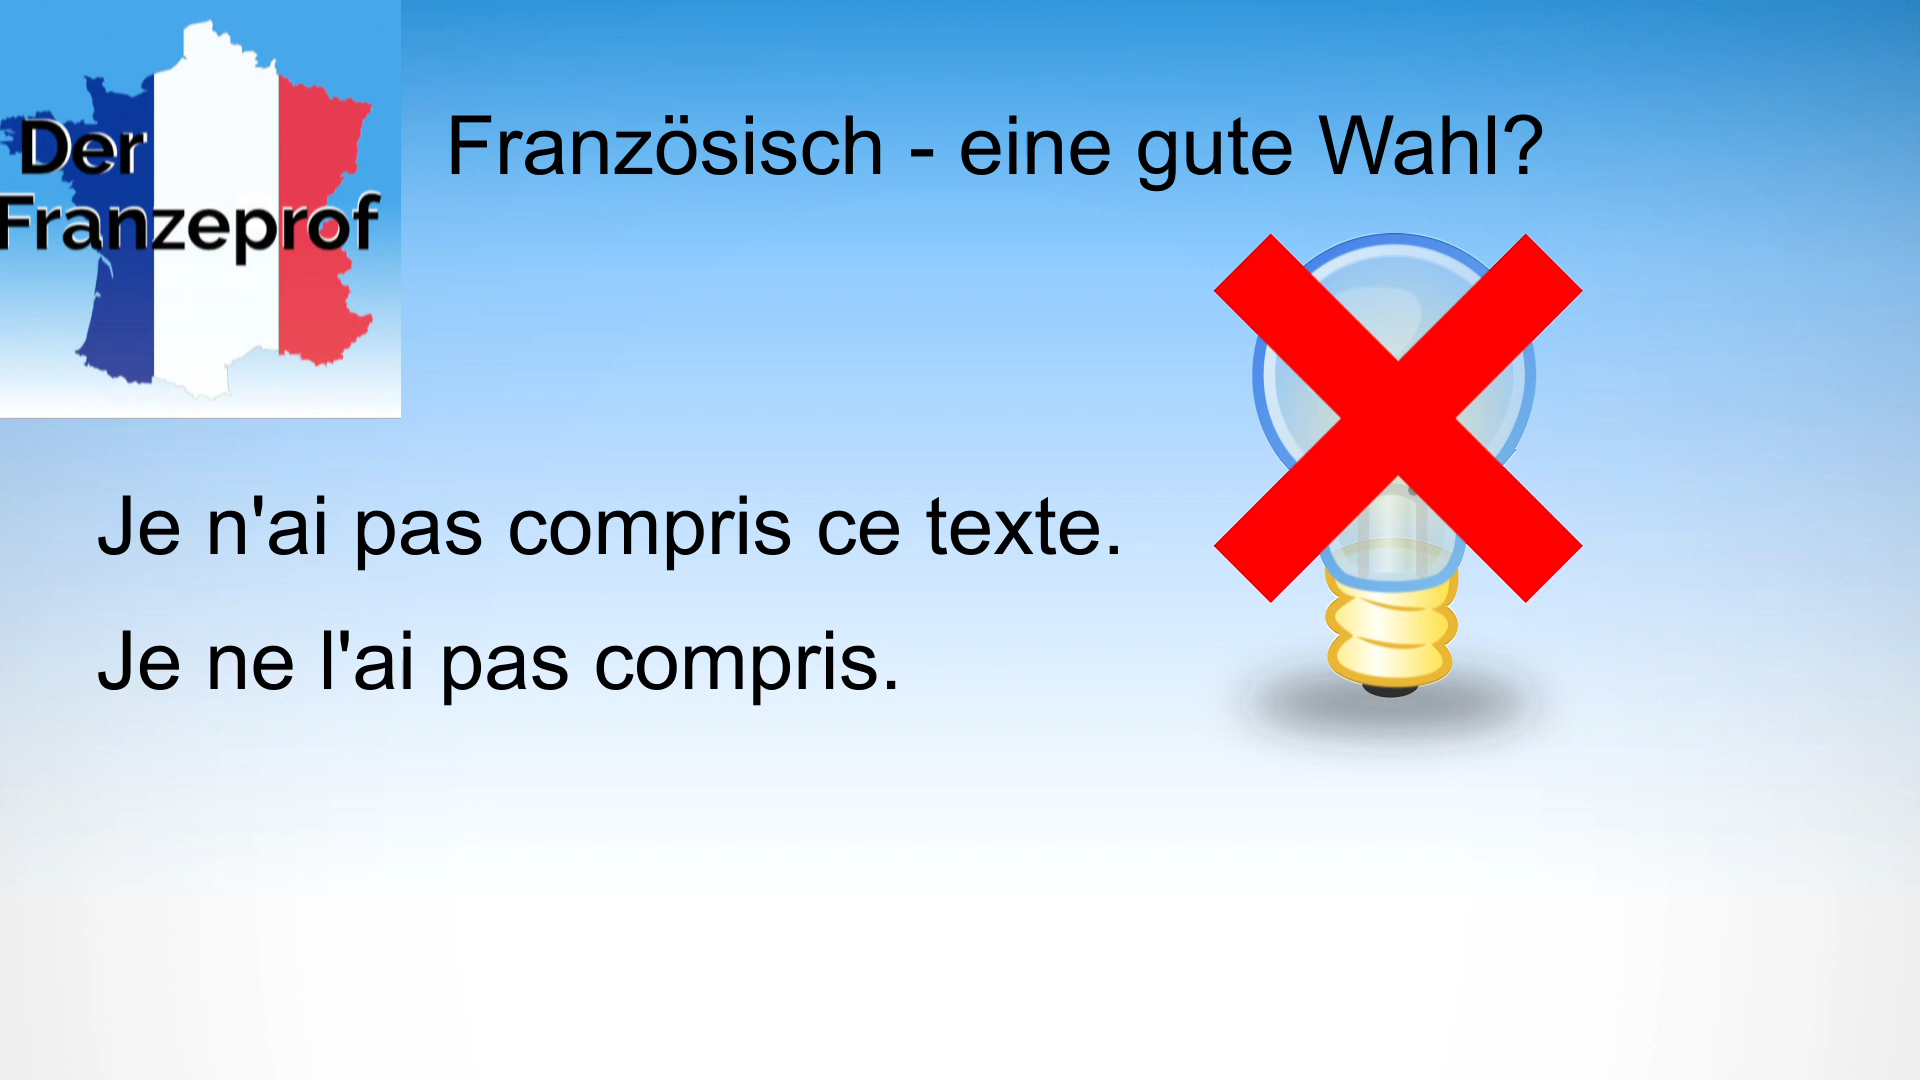 Der
Franzeprof
Französisch - eine gute Wahl?
Je n'ai pas compris ce texte.
Je ne l'ai pas compris.